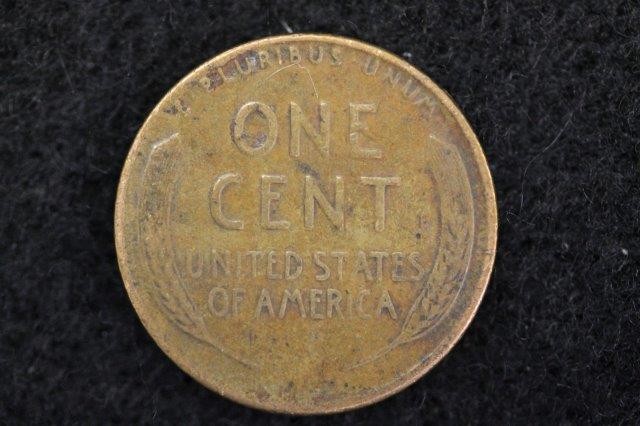 E PLURIBUS UNUM
ONE
CENT
UNITED STATES
OF AMERICA